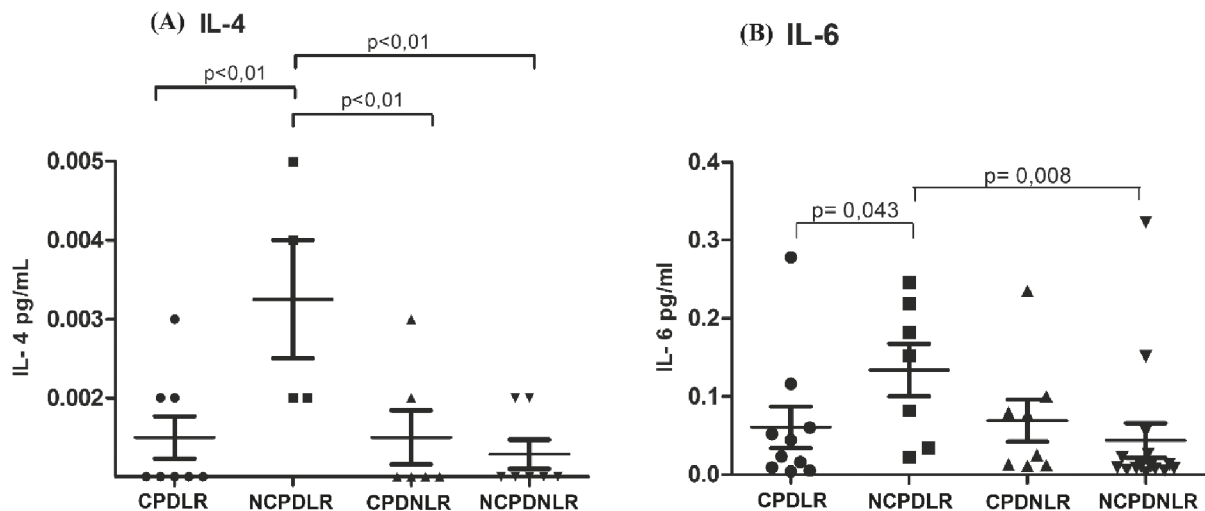 (A) IL-4
p<0,01
p<0,01
p<0,01
0.005
0.004
0.003
0.002
IL- 4 pg/mL
CPDLR NCPDLR CPDNLR NCPDNLR
(B) IL-6
p= 0,008
p= 0,043
0.4
0.3
0.2
0.1
0.0
IL- 6 pg/ml
CPDLR NCPDLR CPDNLR NCPDNLR